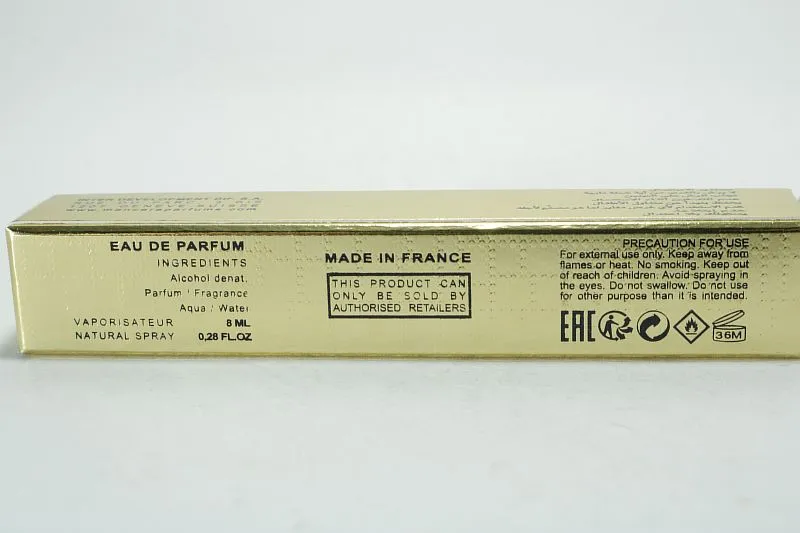 www.manceraparfums.com
EAU DE PARFUM
INGREDIENTS
Alcohol denat.
Parfum / Fragrance
Aqua / Water
VAPORISATEUR 8 ML
NATURAL SPRAY 0,28 FL.OZ
MADE IN FRANCE
THIS PRODUCT CAN
ONLY BE SOLD BY
AUTHORISED RETAILERS
PRECAUTION FOR USE
For external use only. Keep away from
flames or heat. No smoking. Keep out
of reach of children. Avoid spraying in
the eyes. Do not swallow. Do not use
for other purpose than it is intended.
EAC
36M